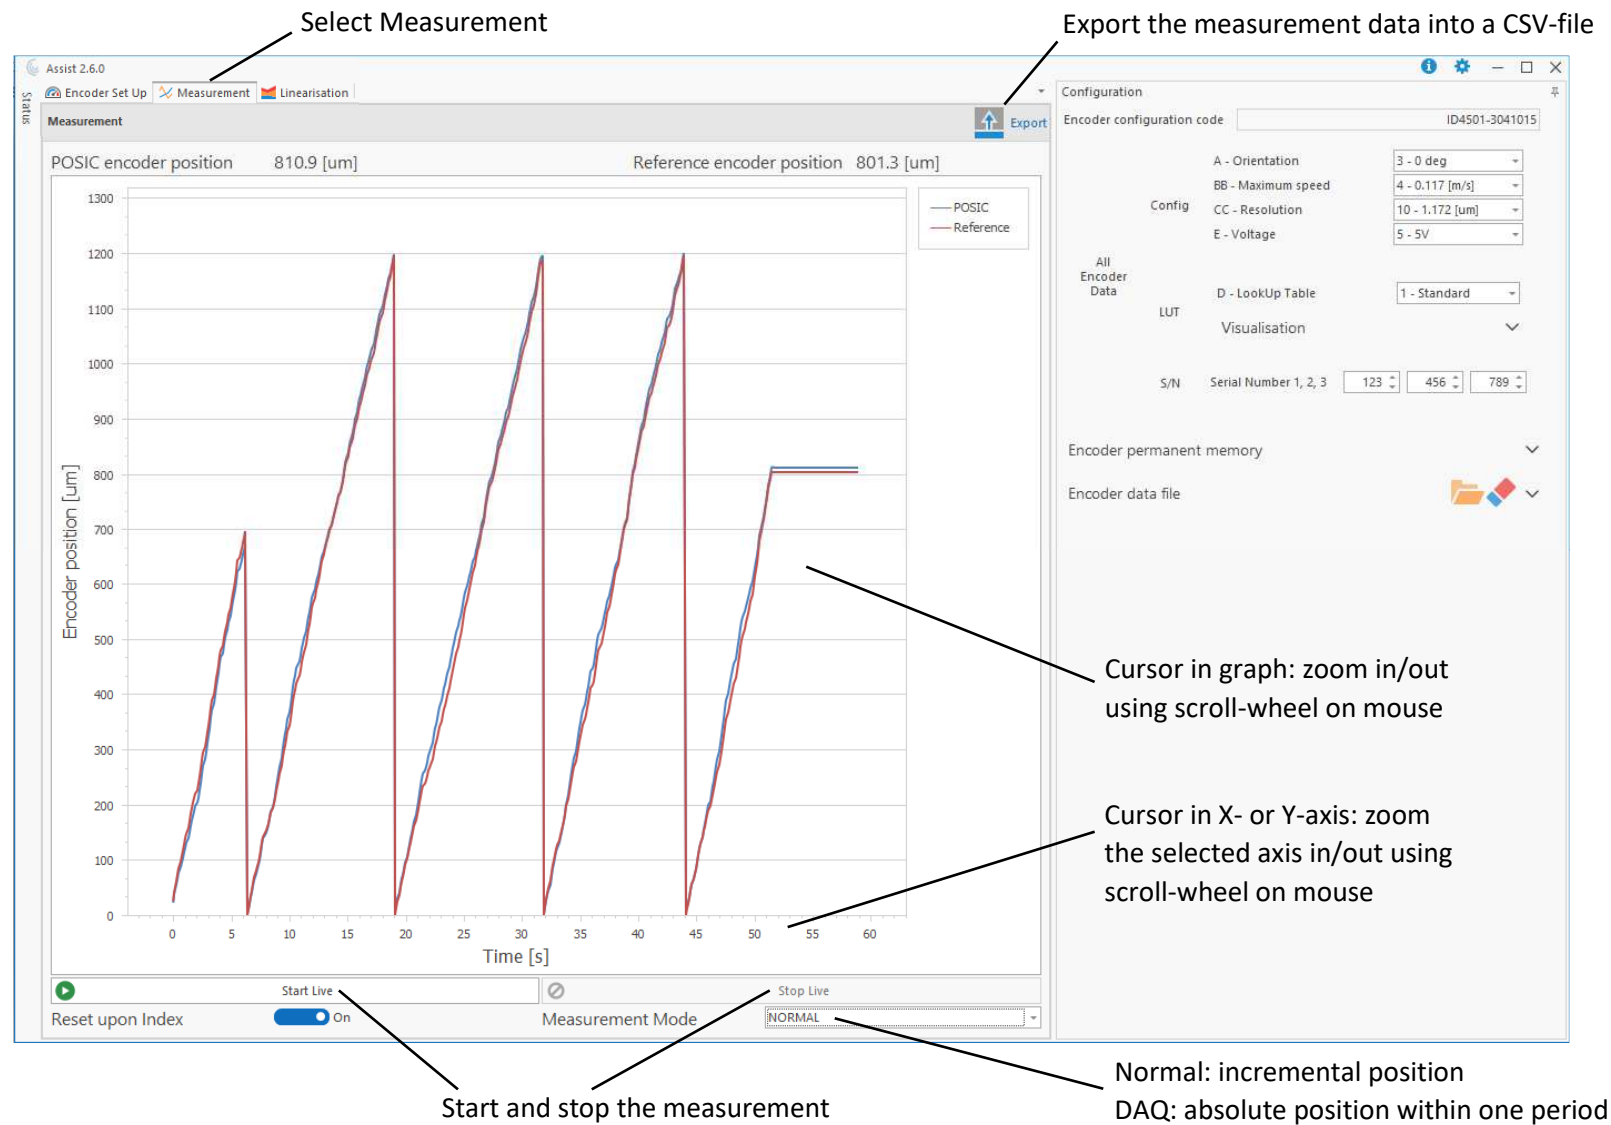 Select Measurement
Export the measurement data into a CSV-file
Assist 2.6.0
Status
Encoder Set Up
Measurement
Linearisation
Measurement
Export
POSIC encoder position 810.9 [um]
Reference encoder position 801.3 [um]
1300
1200
1100
1000
900
800
700
600
500
400
300
200
100
0
Encoder position [um]
POSIC
Reference
0 5 10 15 20 25 30 35 40 45 50 55 60
Time [s]
Start Live
Stop Live
Reset upon Index
On
Measurement Mode
NORMAL
Configuration
Encoder configuration code ID4501-3041015
All
Encoder
Data
Config
A - Orientation 3 - 0 deg
BB - Maximum speed 4 - 0.117 [m/s]
CC - Resolution 10 - 1.172 [um]
E - Voltage 5 - 5V
LUT
D - LookUp Table 1 - Standard
Visualisation
S/N Serial Number 1, 2, 3 123 456 789
Encoder permanent memory
Encoder data file
Cursor in graph: zoom in/out
using scroll-wheel on mouse
Cursor in X- or Y-axis: zoom
the selected axis in/out using
scroll-wheel on mouse
Start and stop the measurement
Normal: incremental position
DAQ: absolute position within one period